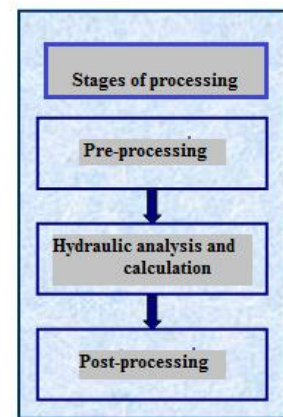 Stages of processing
Pre-processing
Hydraulic analysis and
calculation
Post-processing